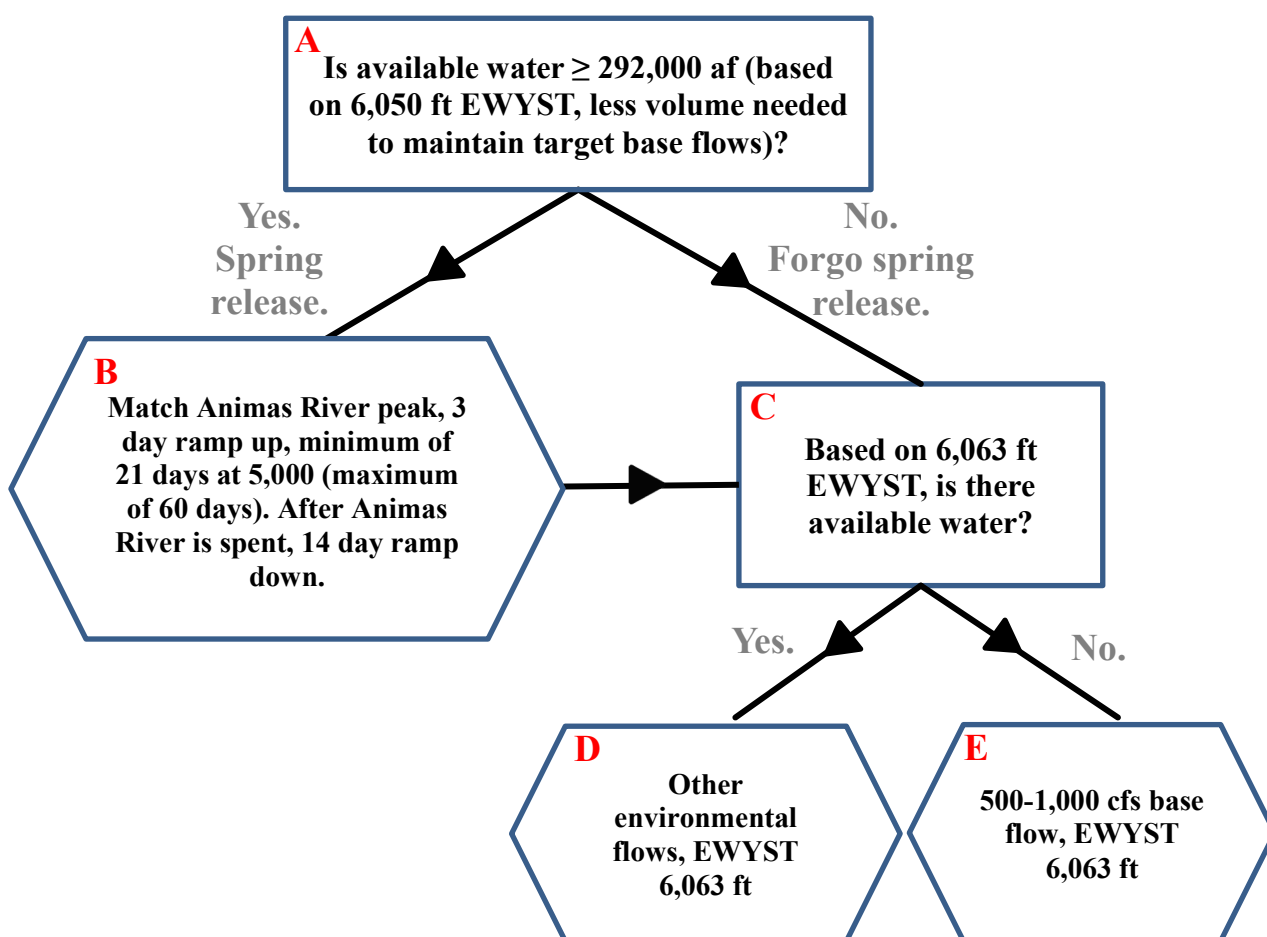 A
Is available water ≥ 292,000 af (based
on 6,050 ft EWYST, less volume needed
to maintain target base flows)?
Yes.
Spring
release.
No.
Forgo spring
release.
B
Match Animas River peak, 3
day ramp up, minimum of
21 days at 5,000 (maximum
of 60 days). After Animas
River is spent, 14 day ramp
down.
C
Based on 6,063 ft
EWYST, is there
available water?
Yes.
No.
D
Other
environmental
flows, EWYST
6,063 ft
E
500-1,000 cfs base
flow, EWYST
6,063 ft